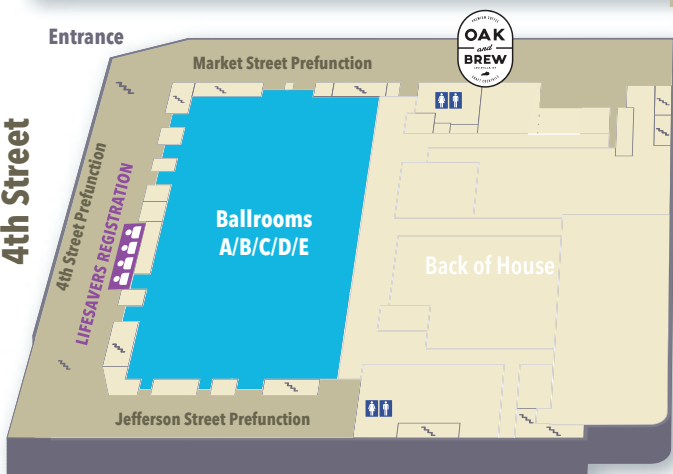 Entrance
Market Street Prefunction
OAK
and
BREW
4th Street
4th Street Prefunction
LIFESAVERS REGISTRATION
Ballrooms
A/B/C/D/E
Back of House
Jefferson Street Prefunction